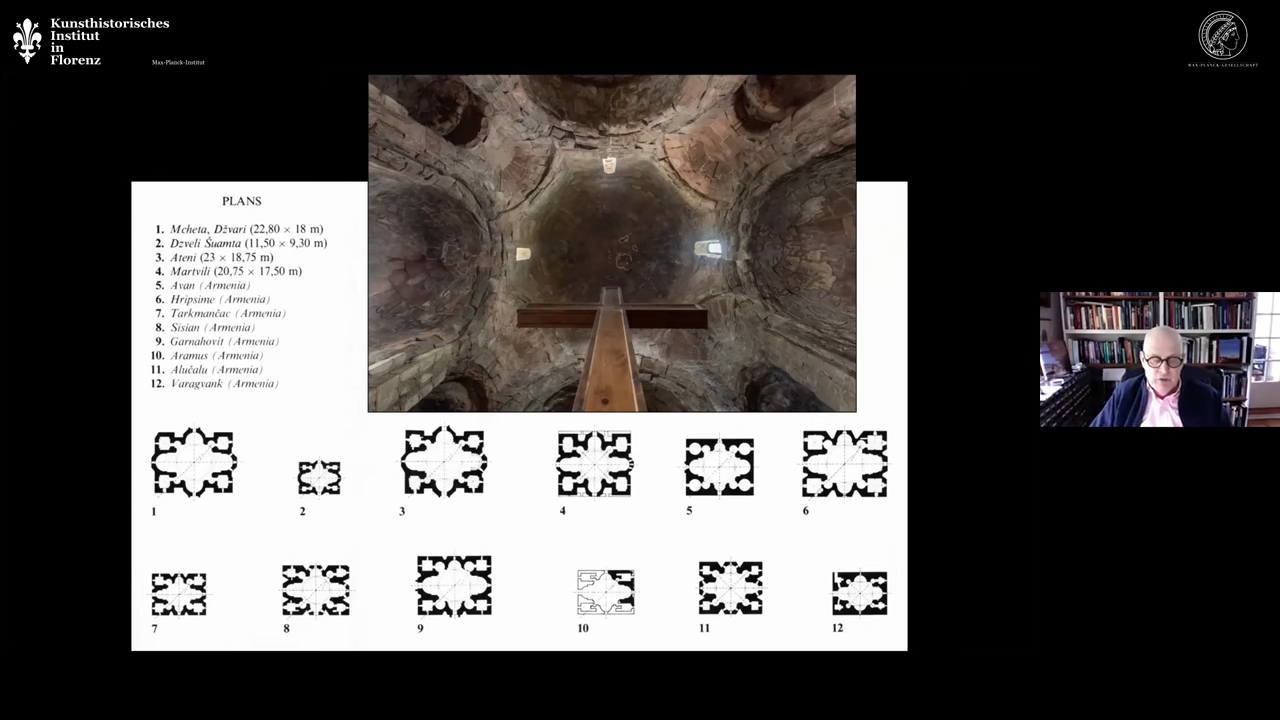 Kunsthistorisches
Institut
in
Florenz
Max-Planck-Institut
MAX-PLANCK-GESELLSCHAFT
PLANS
1. Mcheta, Džvari (22,80 × 18 m)
2. Dzveli Šuamta (11,50 × 9,30 m)
3. Ateni (23 × 18,75 m)
4. Martvili (20,75 × 17,50 m)
5. Avan (Armenia)
6. Hripsime (Armenia)
7. Tarkmančac (Armenia)
8. Sisian (Armenia)
9. Garnahovit (Armenia)
10. Aramus (Armenia)
11. Alučalu (Armenia)
12. Varagvank (Armenia)
1 2 3 4 5 6
7 8 9 10 11 12